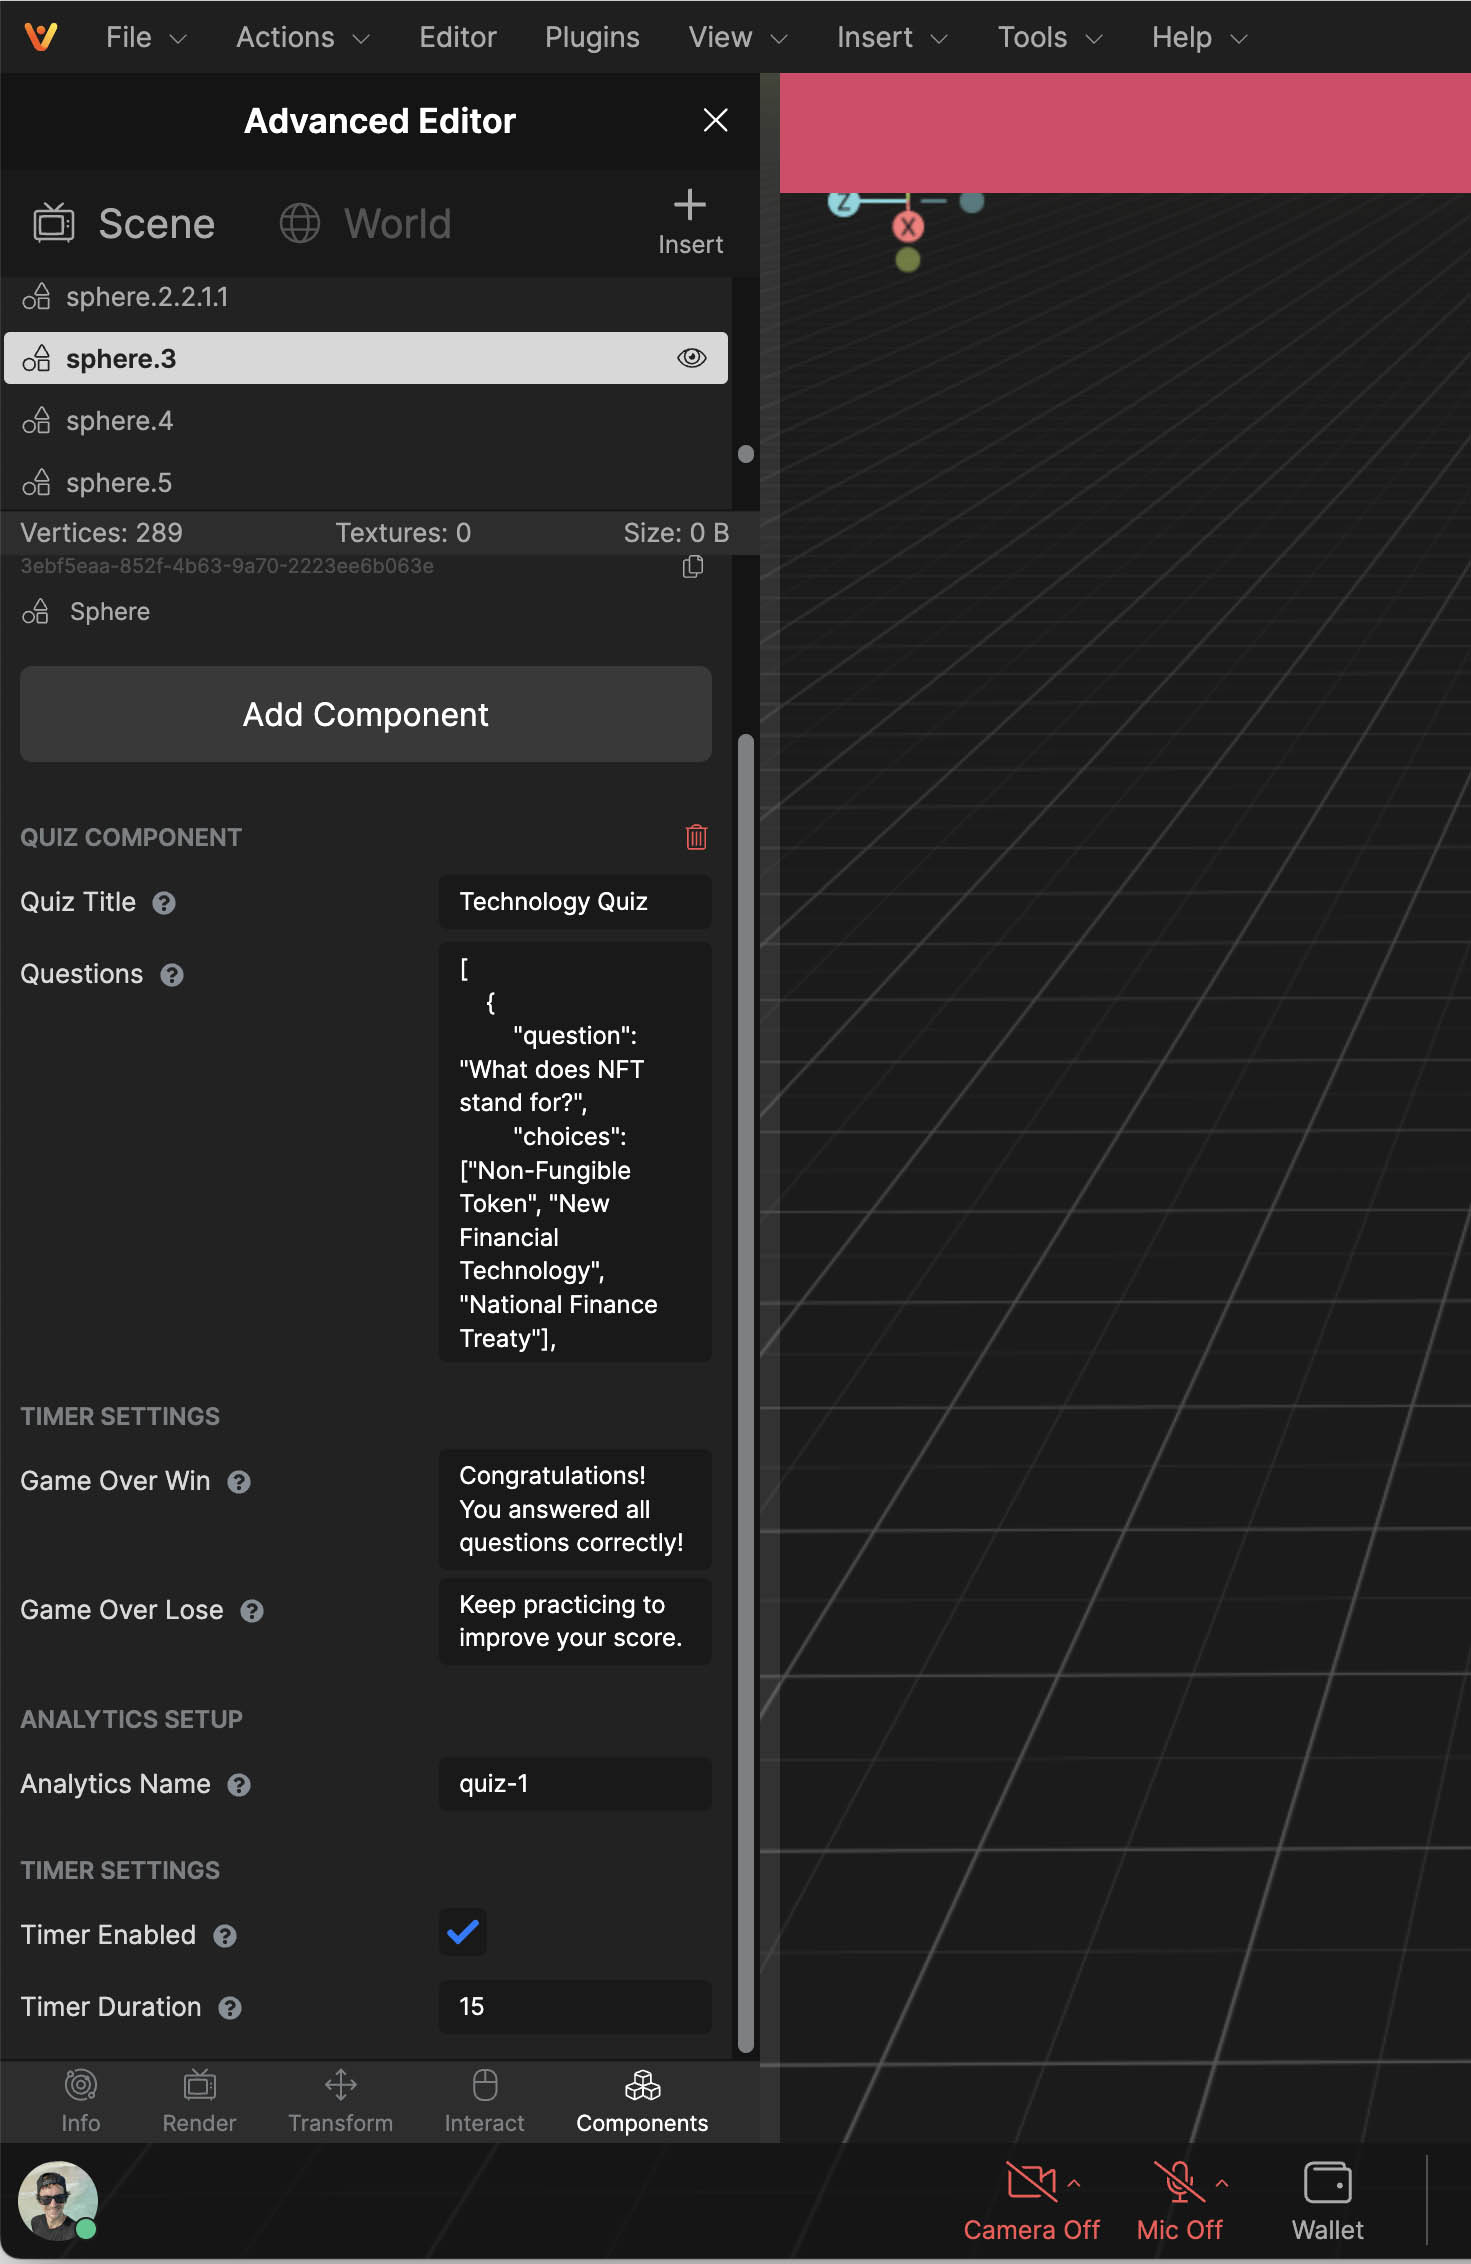 File
Actions
Editor
Plugins
View
Insert
Tools
Help
Advanced Editor
Scene
World
Insert
sphere.2.2.1.1
sphere.3
sphere.4
sphere.5
Vertices: 289
Textures: 0
Size: 0 B
3ebf5eaa-852f-4b63-9a70-2223ee6b063e
Sphere
Add Component
QUIZ COMPONENT
Quiz Title
Technology Quiz
Questions
[
{
"question":
"What does NFT
stand for?",
"choices":
["Non-Fungible
Token", "New
Financial
Technology",
"National Finance
Treaty"],
TIMER SETTINGS
Game Over Win
Congratulations!
You answered all
questions correctly!
Game Over Lose
Keep practicing to
improve your score.
ANALYTICS SETUP
Analytics Name
quiz-1
TIMER SETTINGS
Timer Enabled
Timer Duration
15
Info
Render
Transform
Interact
Components
Z
X
Camera Off
Mic Off
Wallet